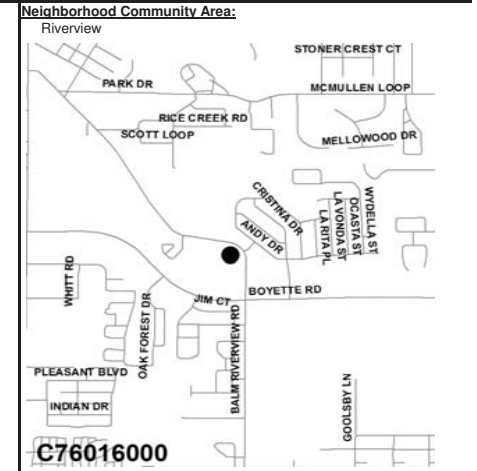 Neighborhood Community Area:
Riverview
STONER CREST CT
PARK DR
MCMULLEN LOOP
RICE CREEK RD
SCOTT LOOP
MELLOWOOD DR
CRISTINA DR
ANDY DR
LA RITA PL
LA VONDA ST
OCASTA ST
WYDELLA ST
WHITT RD
OAK FOREST DR
JIM CT
BOYETTE RD
BALM RIVERVIEW RD
PLEASANT BLVD
INDIAN DR
GOOLSBY LN
C76016000